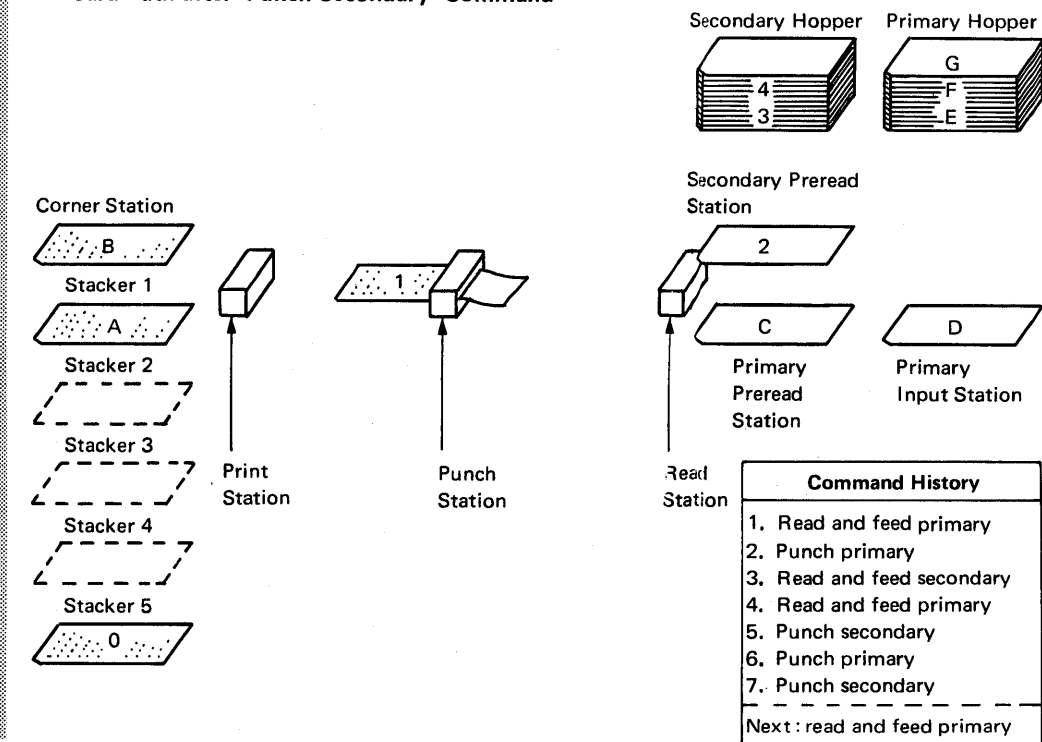 Card Path after "Punch Secondary" Command
Secondary Hopper
Primary Hopper
G
4
F
3
E
Secondary Preread
Station
Corner Station
B
2
Stacker 1
1
A
C
D
Stacker 2
Primary
Preread
Station
Primary
Input Station
Stacker 3
Print
Station
Punch
Station
Read
Station
Stacker 4
Stacker 5
0
Command History
1. Read and feed primary
2. Punch primary
3. Read and feed secondary
4. Read and feed primary
5. Punch secondary
6. Punch primary
7. Punch secondary
Next: read and feed primary